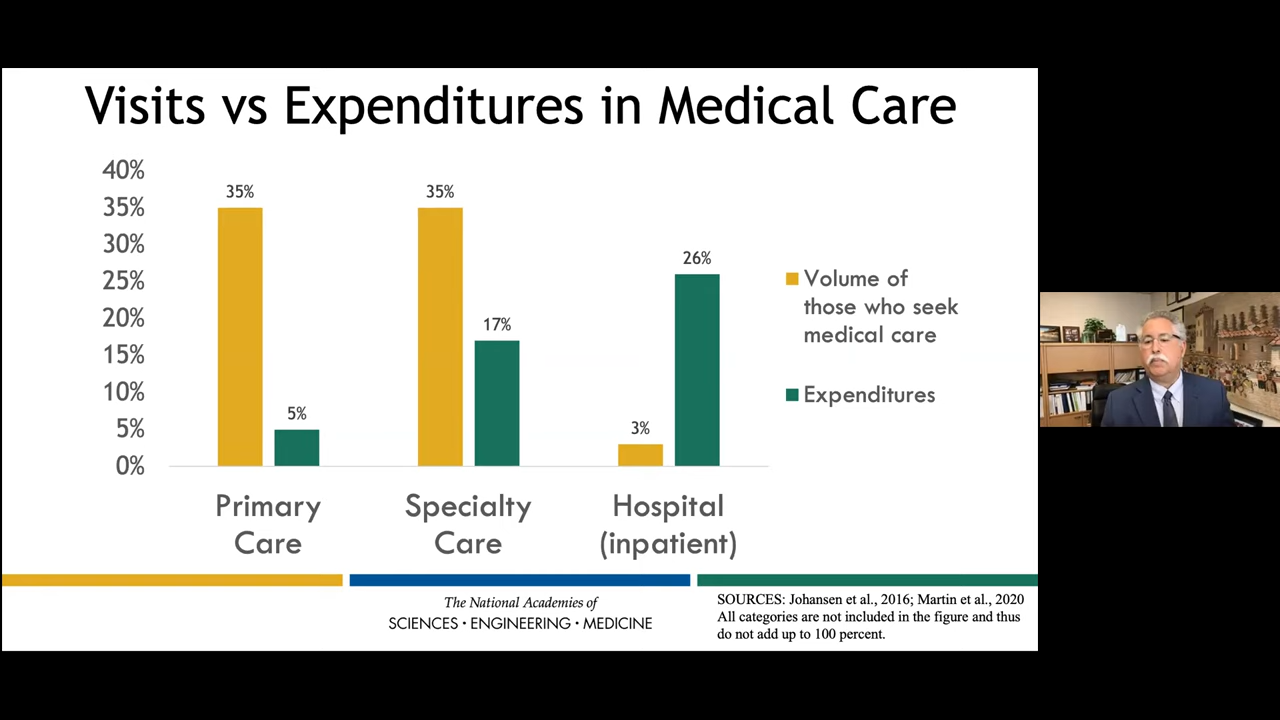 Visits vs Expenditures in Medical Care
40%
35%
30%
25%
20%
15%
10%
5%
0%
35%
5%
35%
17%
3%
26%
Primary
Care
Specialty
Care
Hospital
(inpatient)
Volume of
those who seek
medical care
Expenditures
The National Academies of
SCIENCES • ENGINEERING • MEDICINE
SOURCES: Johansen et al., 2016; Martin et al., 2020
All categories are not included in the figure and thus
do not add up to 100 percent.